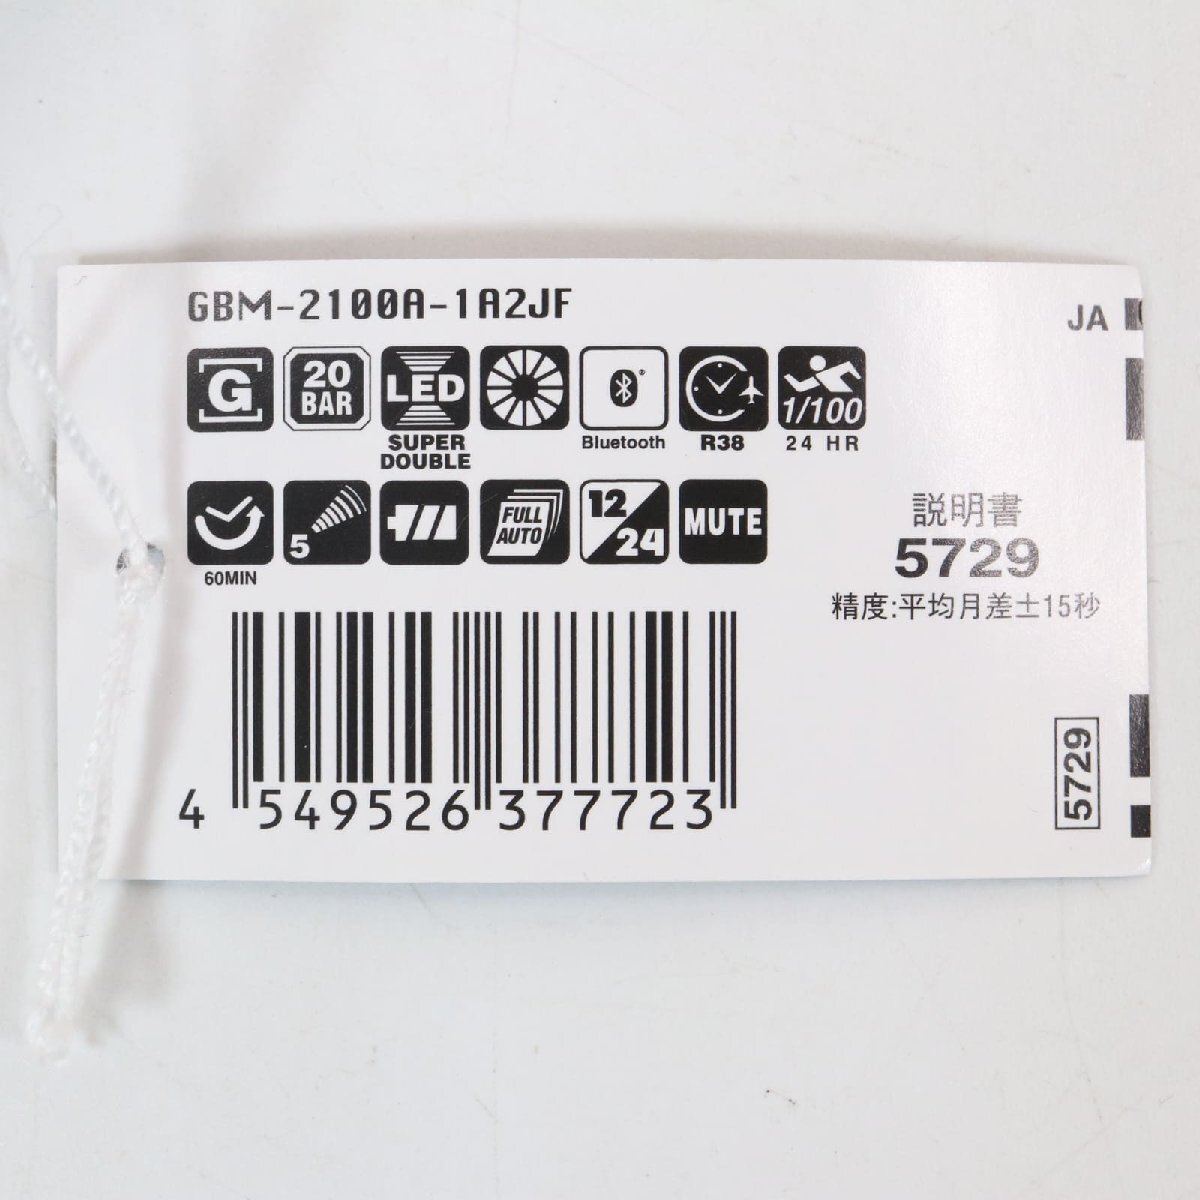 GBM-2100A-1A2JF
JA
G
20
BAR
LED
SUPER
DOUBLE
Bluetooth
R38
1/100
24 HR
60MIN
5
FULL
AUTO
12/24
MUTE
説明書
5729
精度:平均月差±15秒
4 549526 377723
5729